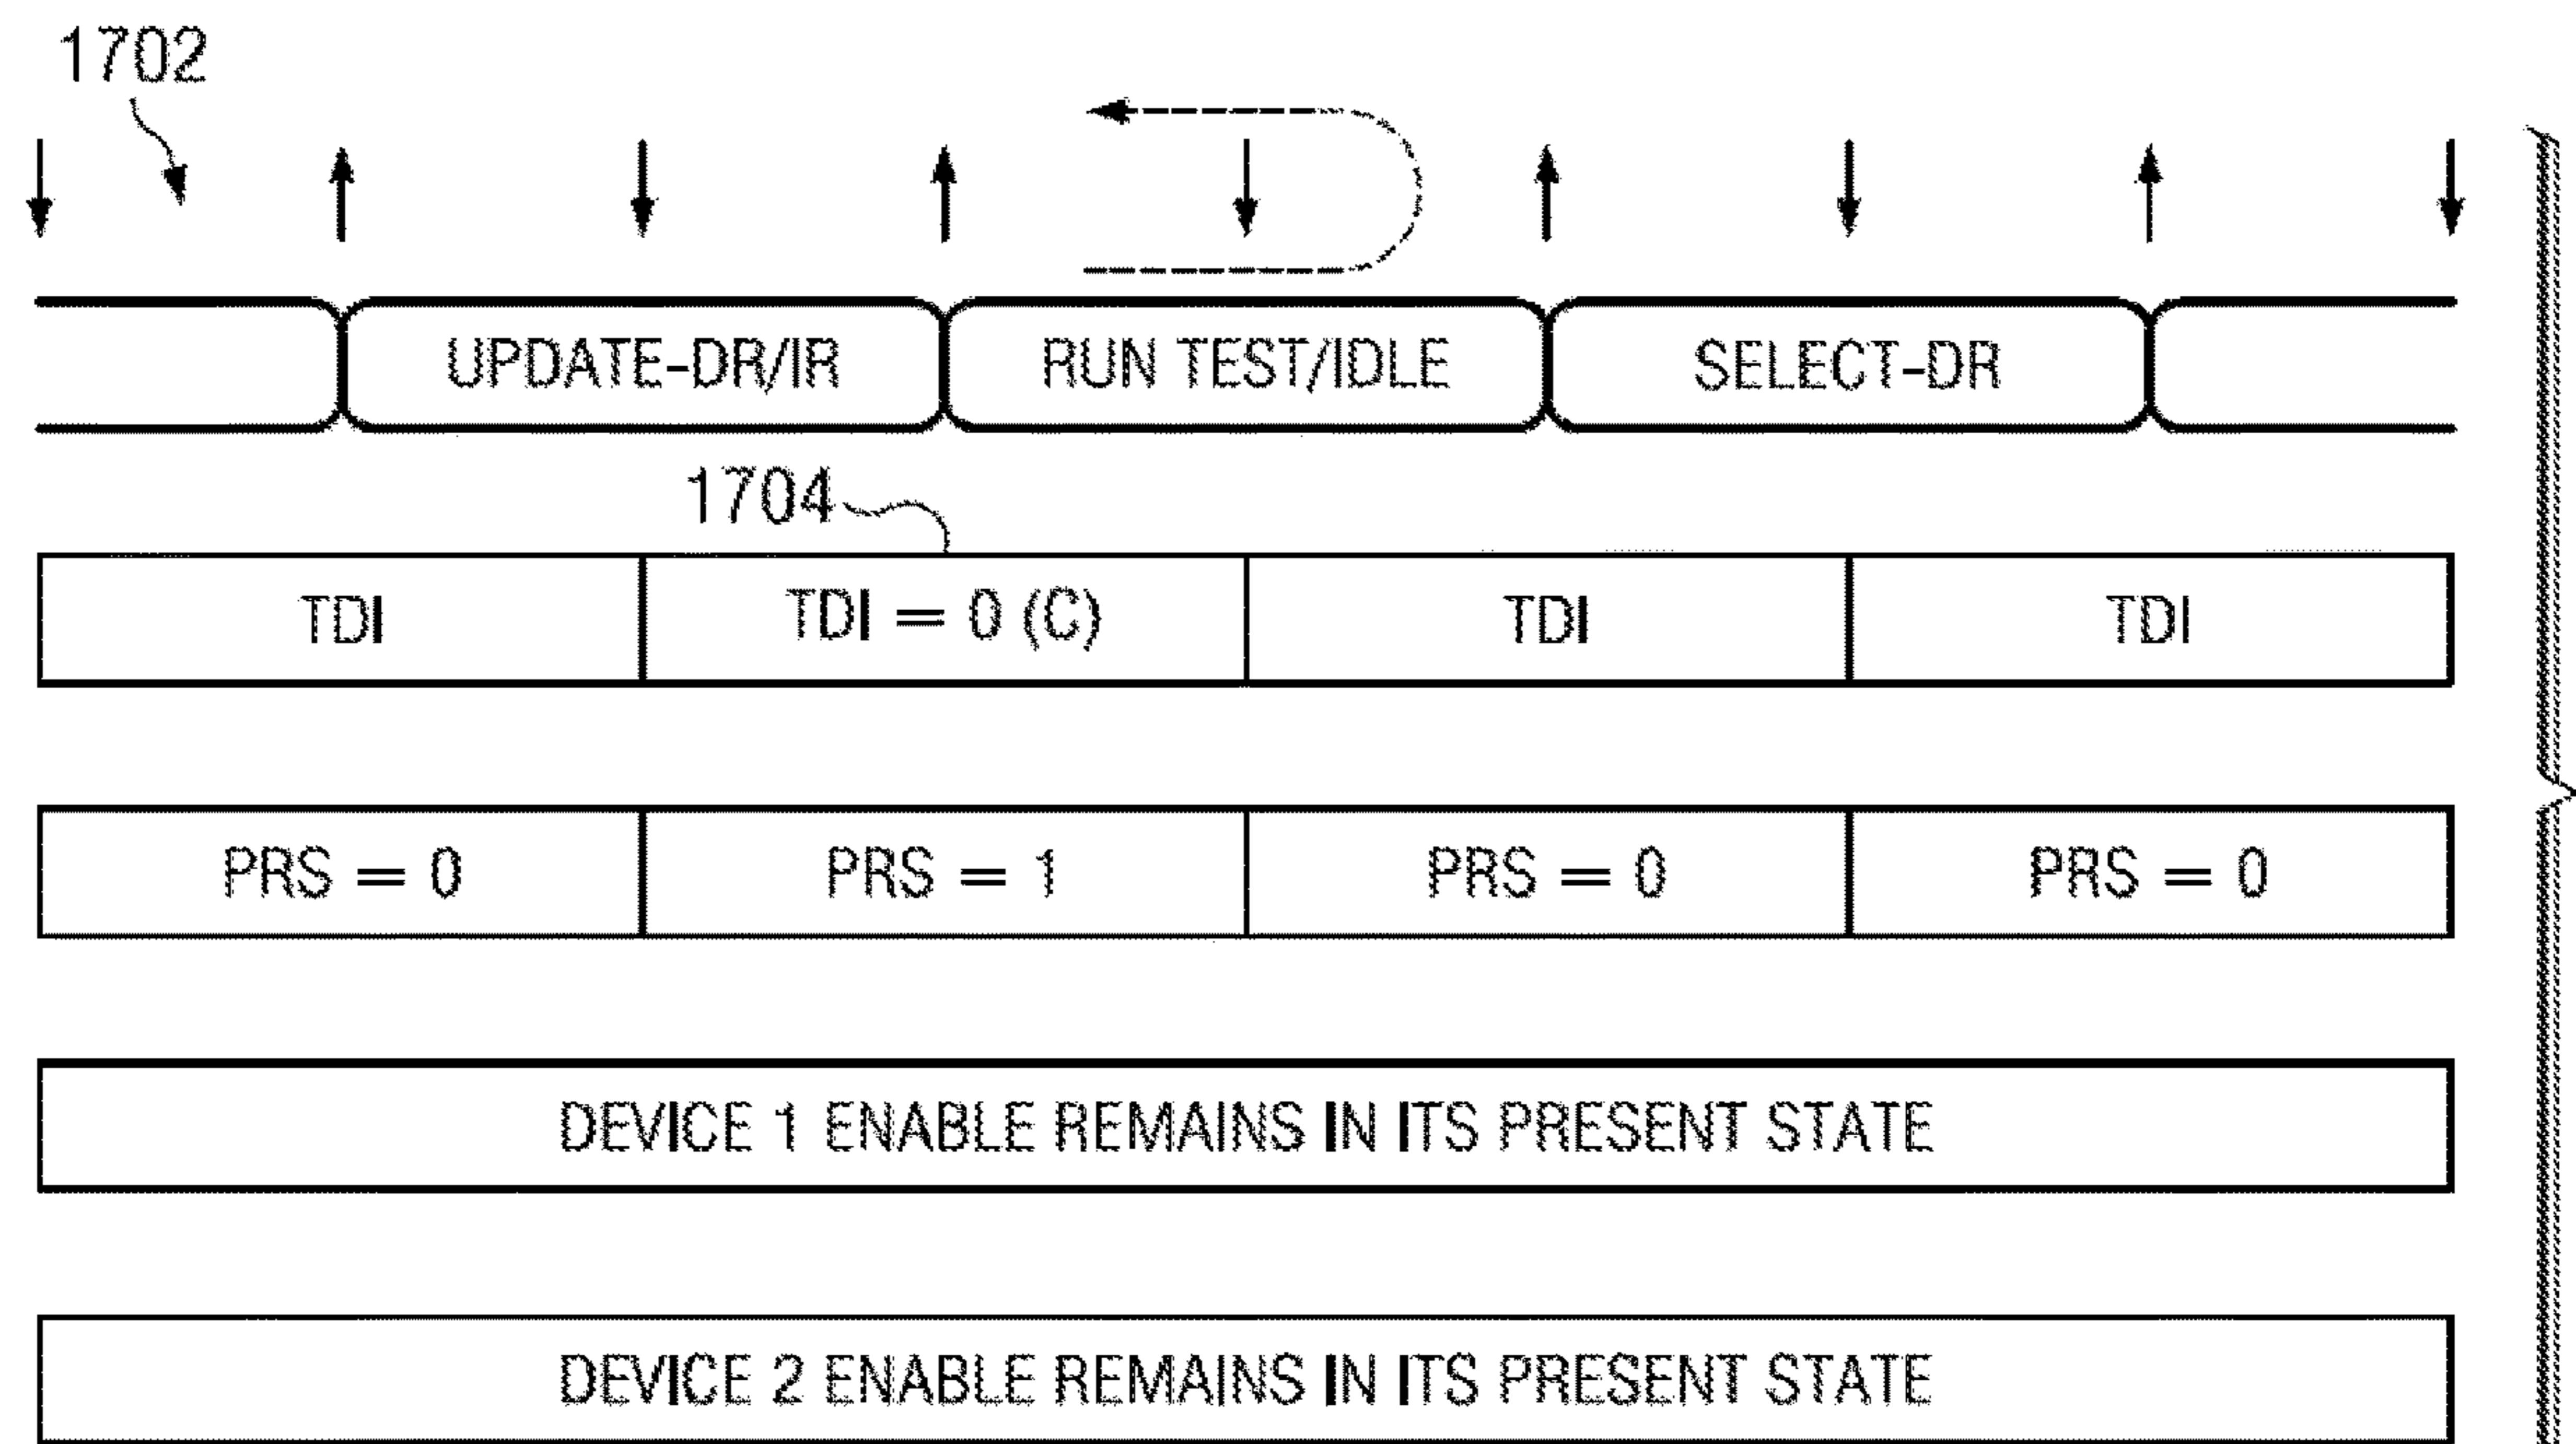 1702
UPDATE-DR/IR RUN TEST/IDLE SELECT-DR
1704
TDI TDI = 0 (C) TDI TDI
PRS = 0 PRS = 1 PRS = 0 PRS = 0
DEVICE 1 ENABLE REMAINS IN ITS PRESENT STATE
DEVICE 2 ENABLE REMAINS IN ITS PRESENT STATE